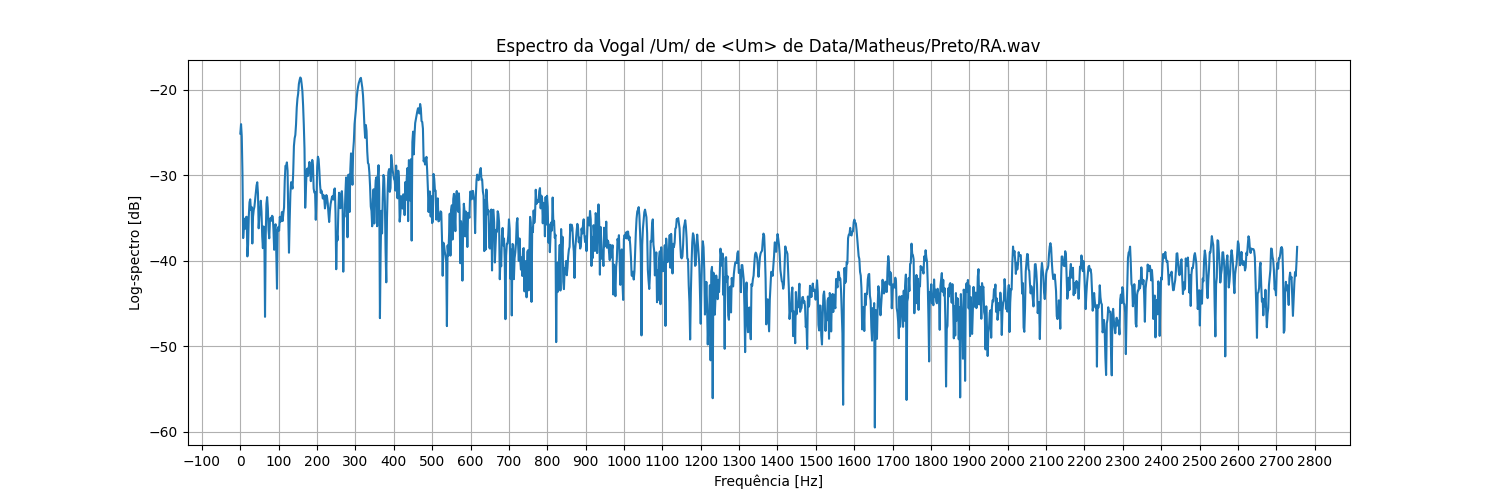 Espectro da Vogal /Um/ de <Um> de Data/Matheus/Preto/RA.wav
Log-spectro [dB]
−20
−30
−40
−50
−60
−100 0 100 200 300 400 500 600 700 800 900 1000 1100 1200 1300 1400 1500 1600 1700 1800 1900 2000 2100 2200 2300 2400 2500 2600 2700 2800
Frequência [Hz]